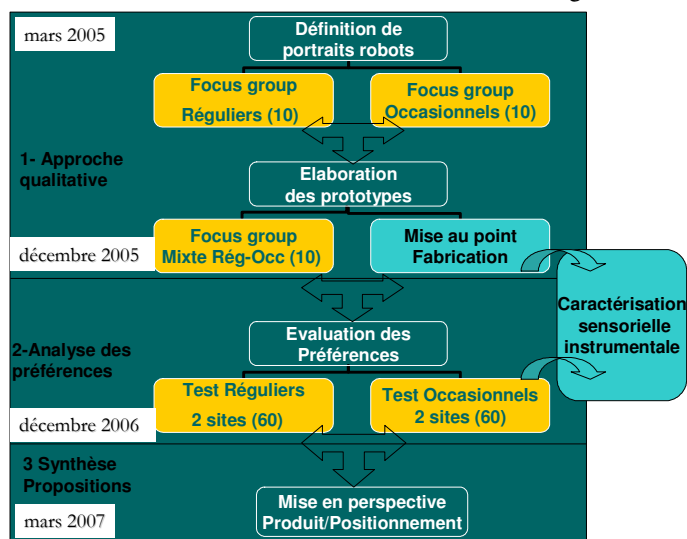 mars 2005
Définition de
portraits robots
Focus group
Réguliers (10)
Focus group
Occasionnels (10)
1- Approche
qualitative
Elaboration
des prototypes
décembre 2005
Focus group
Mixte Rég-Occ (10)
Mise au point
Fabrication
Caractérisation
sensorielle
instrumentale
2-Analyse des
préférences
Evaluation des
Préférences
décembre 2006
Test Réguliers
2 sites (60)
Test Occasionnels
2 sites (60)
3 Synthèse
Propositions
mars 2007
Mise en perspective
Produit/Positionnement